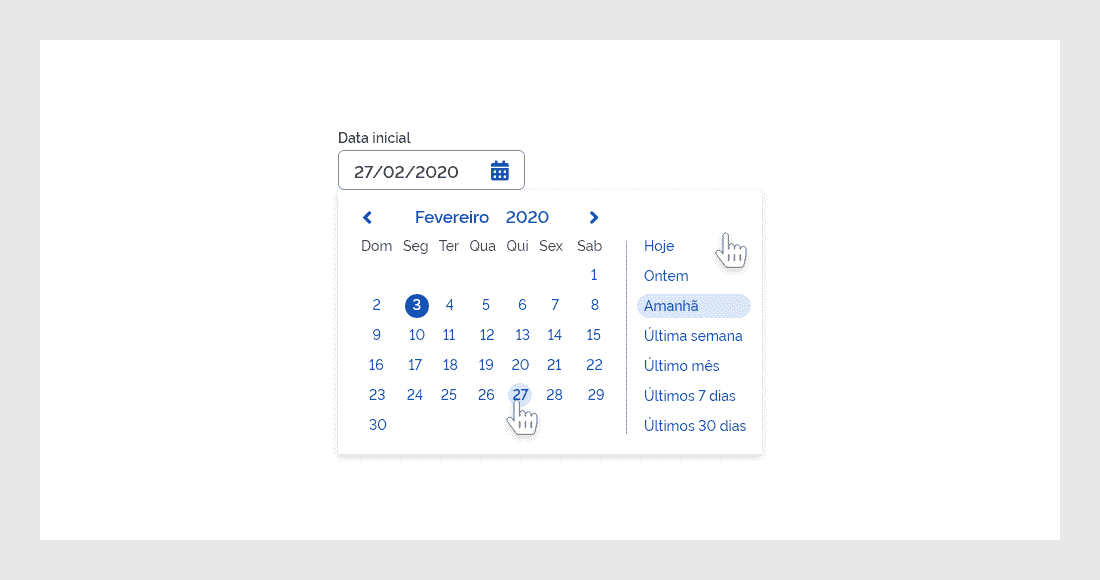 Data inicial
27/02/2020
Fevereiro 2020
Dom Seg Ter Qua Qui Sex Sab
1
2 3 4 5 6 7 8
9 10 11 12 13 14 15
16 17 18 19 20 21 22
23 24 25 26 27 28 29
30
Hoje
Ontem
Amanhã
Última semana
Último mês
Últimos 7 dias
Últimos 30 dias